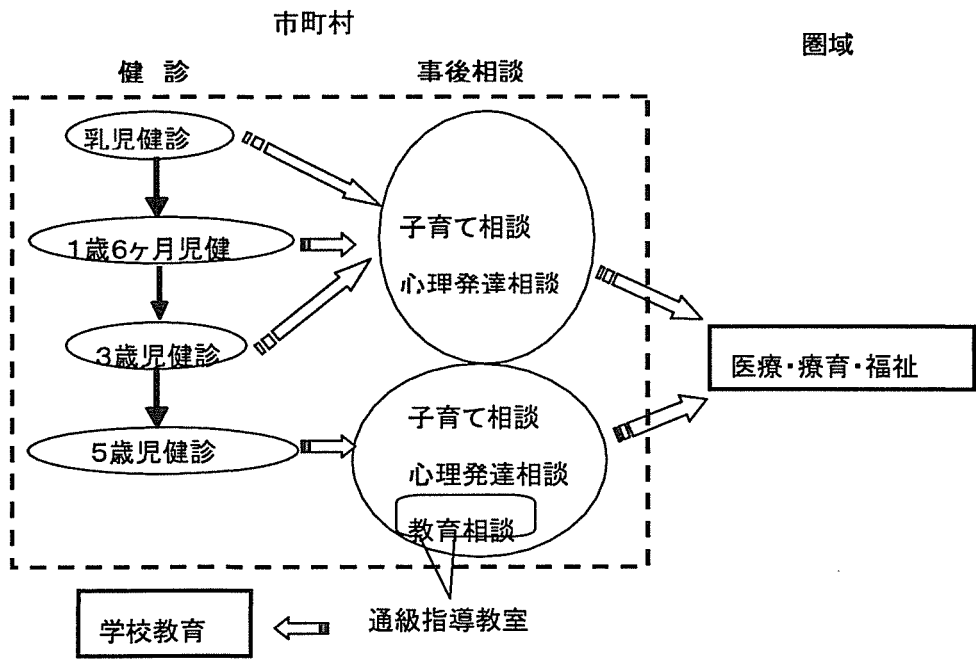 市町村
圏域
健 診
事後相談
乳児健診
1歳6ヶ月児健
3歳児健診
5歳児健診
子育て相談
心理発達相談
子育て相談
心理発達相談
教育相談
医療・療育・福祉
通級指導教室
学校教育